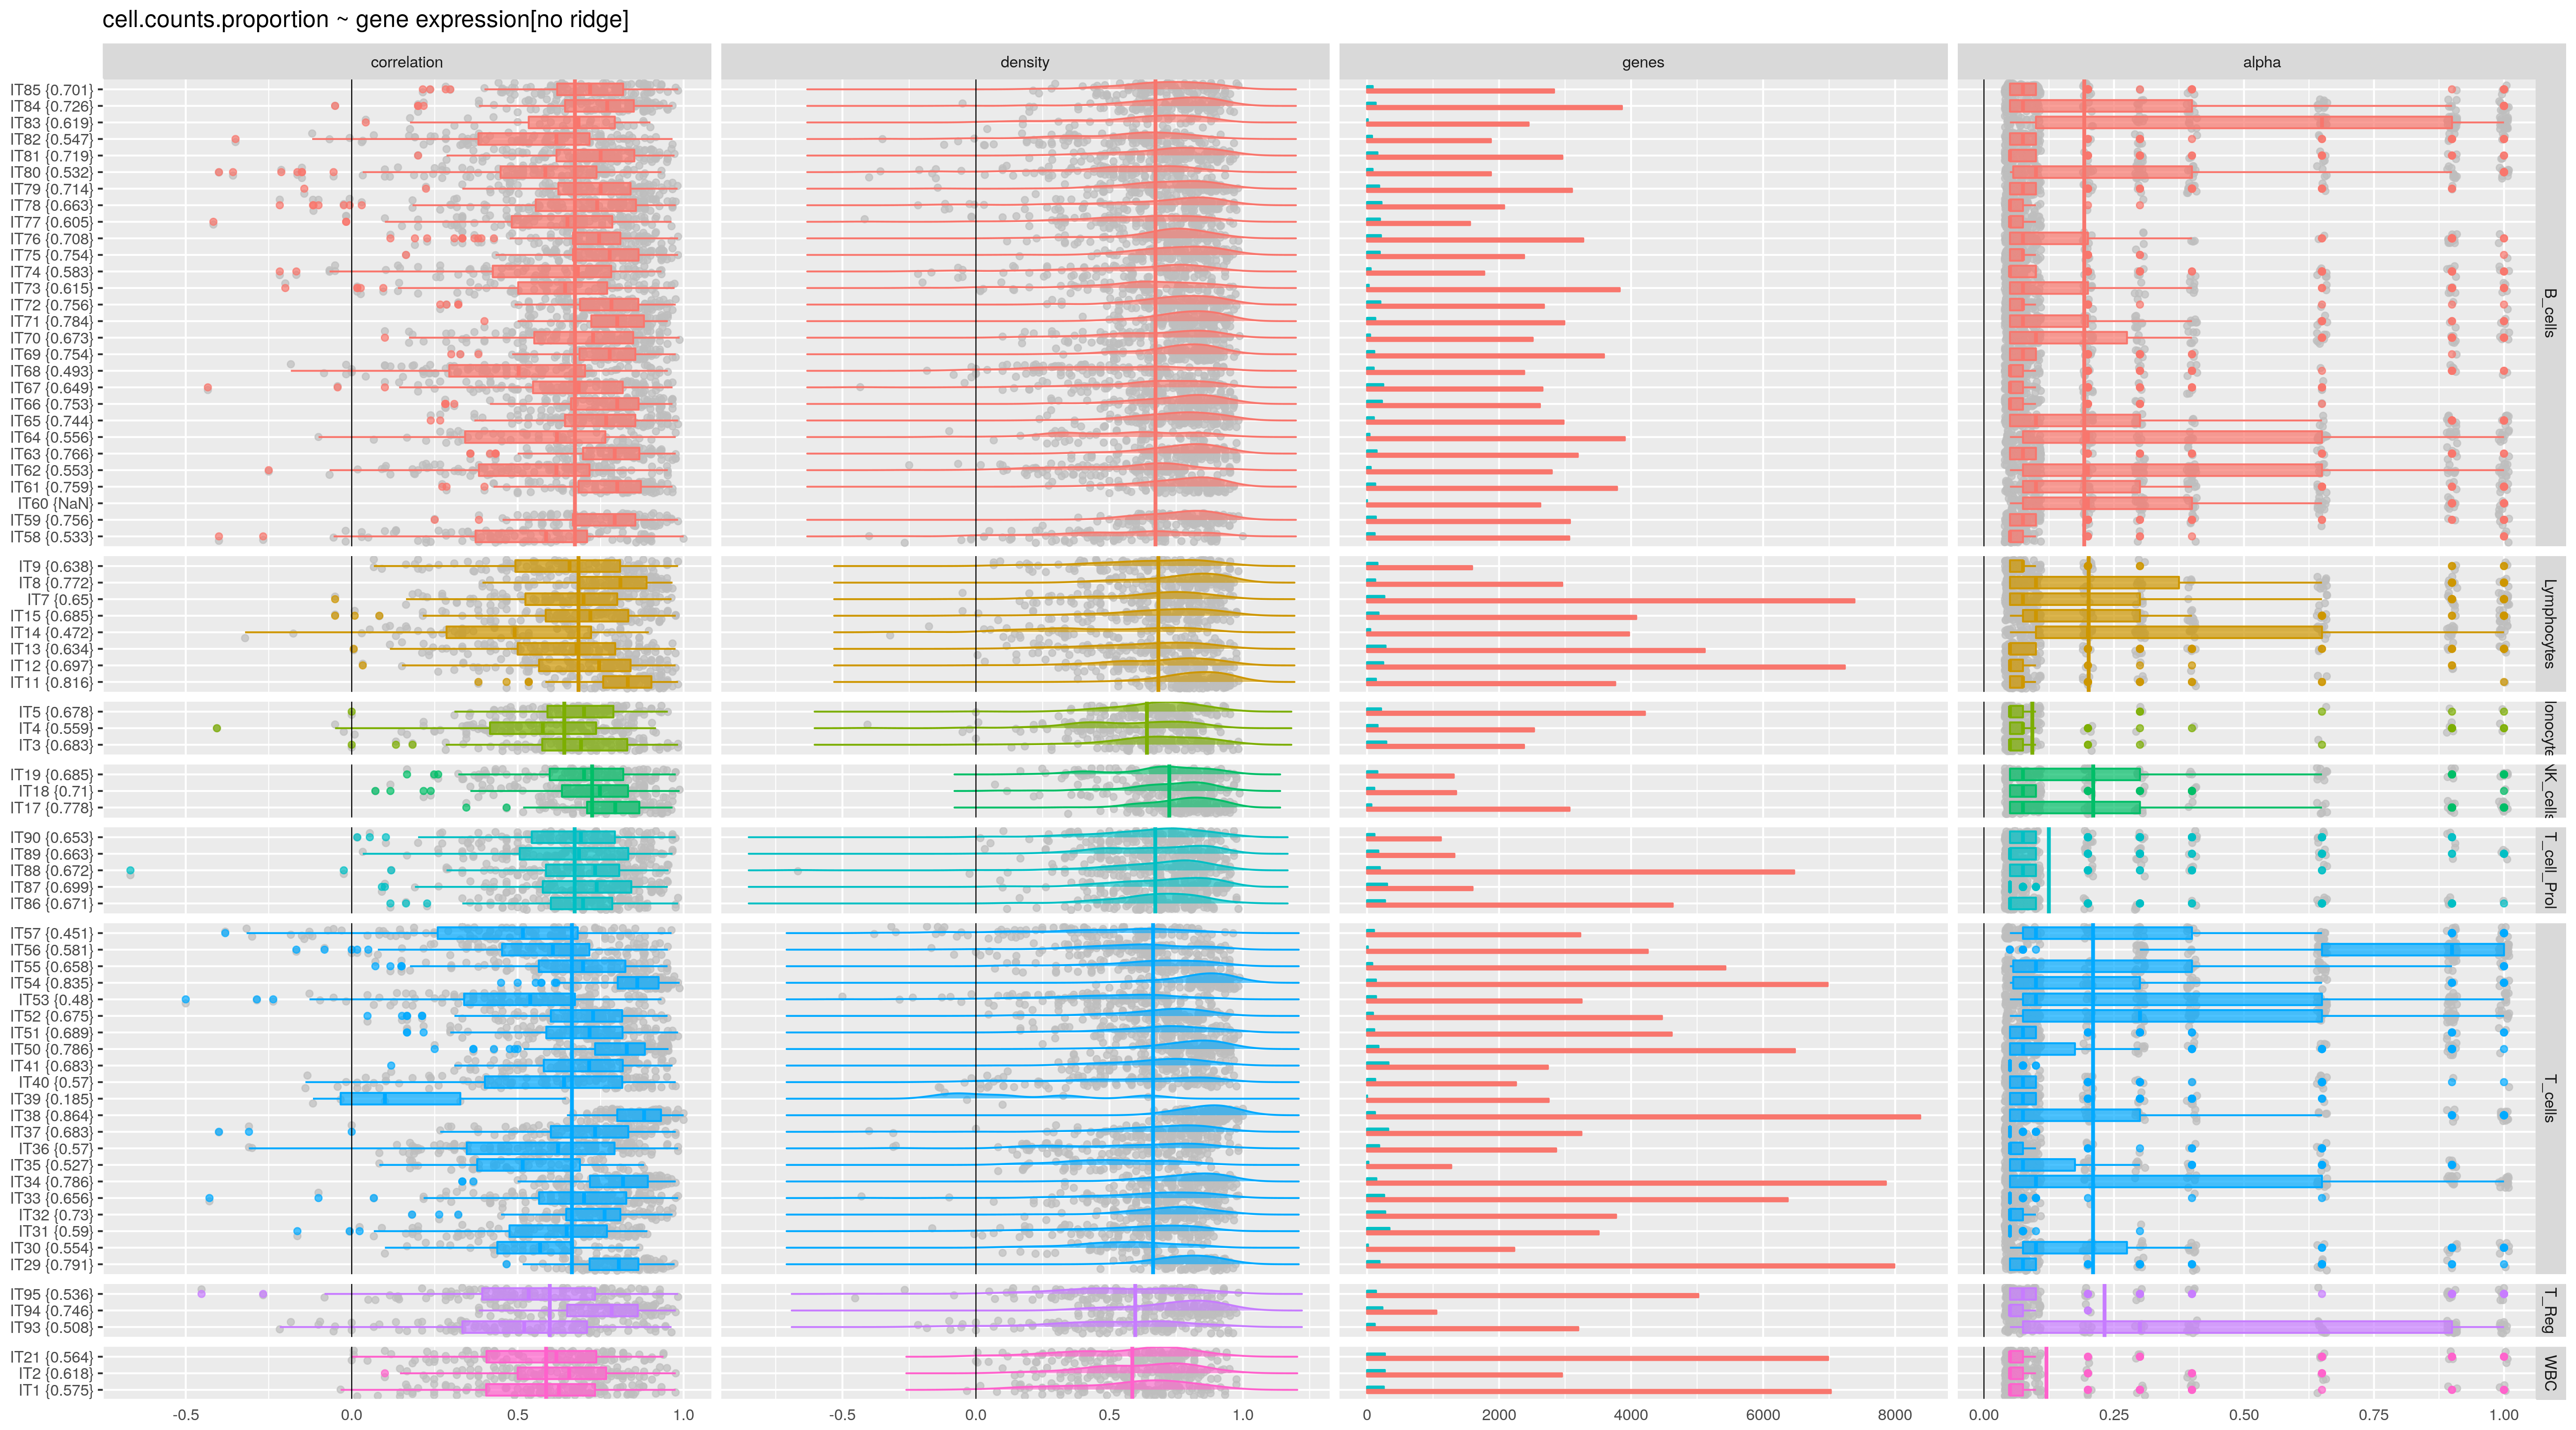 cell.counts.proportion ~ gene expression[no ridge]
correlation
density
genes
alpha
IT85 {0.701}
IT84 {0.726}
IT83 {0.619}
IT82 {0.547}
IT81 {0.719}
IT80 {0.532}
IT79 {0.714}
IT78 {0.663}
IT77 {0.605}
IT76 {0.708}
IT75 {0.754}
IT74 {0.583}
IT73 {0.615}
IT72 {0.756}
IT71 {0.784}
IT70 {0.673}
IT69 {0.754}
IT68 {0.493}
IT67 {0.649}
IT66 {0.753}
IT65 {0.744}
IT64 {0.556}
IT63 {0.766}
IT62 {0.553}
IT61 {0.759}
IT60 {NaN}
IT59 {0.756}
IT58 {0.533}
B_cells
IT9 {0.638}
IT8 {0.772}
IT7 {0.65}
IT15 {0.685}
IT14 {0.472}
IT13 {0.634}
IT12 {0.697}
IT11 {0.816}
Lymphocytes
IT5 {0.678}
IT4 {0.559}
IT3 {0.683}
IT19 {0.685}
IT18 {0.71}
IT17 {0.778}
IT90 {0.653}
IT89 {0.663}
IT88 {0.672}
IT87 {0.699}
IT86 {0.671}
T_cell_Prol
IT57 {0.451}
IT56 {0.581}
IT55 {0.658}
IT54 {0.835}
IT53 {0.48}
IT52 {0.675}
IT51 {0.689}
IT50 {0.786}
IT41 {0.683}
IT40 {0.57}
IT39 {0.185}
IT38 {0.864}
IT37 {0.683}
IT36 {0.57}
IT35 {0.527}
IT34 {0.786}
IT33 {0.656}
IT32 {0.73}
IT31 {0.59}
IT30 {0.554}
IT29 {0.791}
T_cells
IT95 {0.536}
IT94 {0.746}
IT93 {0.508}
T_Reg
IT21 {0.564}
IT2 {0.618}
IT1 {0.575}
WBC
-0.5 0.0 0.5 1.0
-0.5 0.0 0.5 1.0
0 2000 4000 6000 8000
0.00 0.25 0.50 0.75 1.00